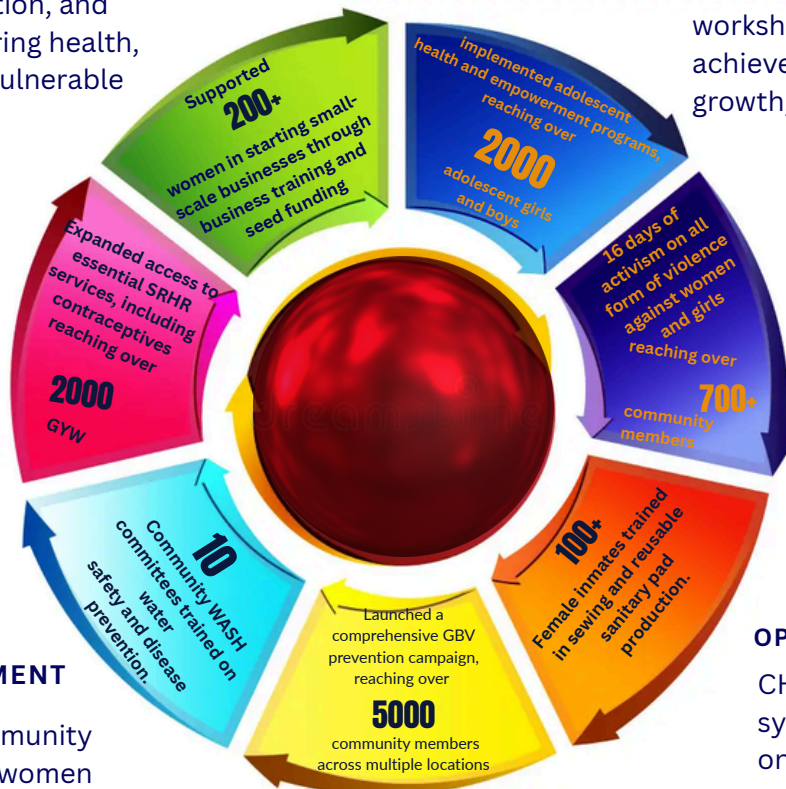 tion, and
ring health,
ulnerable
worksh
achieve
growth,
Supported
200+
women in starting small-
scale businesses through
business training and
seed funding
implemented adolescent
health and empowerment programs,
reaching over
2000
adolescent girls
and boys
16 days of
activism on all
form of violence
against women
and girls
reaching over
700+
community
members
100+
Female inmates trained
in sewing and reusable
sanitary pad
production.
Launched a
comprehensive GBV
prevention campaign,
reaching over
5000
community members
across multiple locations
10
Community WASH
committees trained on
water
safety and disease
prevention.
Expanded access to
essential SRHR
services, including
contraceptives
reaching over
2000
GYW
MENT
munity
women
OP
CH
sy
on